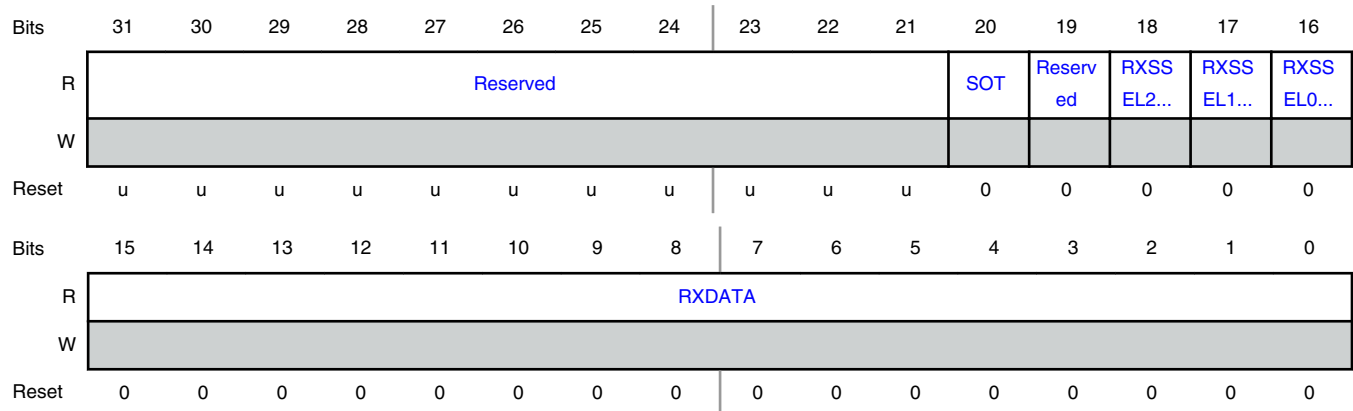 Bits 31 30 29 28 27 26 25 24 23 22 21 20 19 18 17 16
R Reserved SOT Reserv ed RXSS EL2... RXSS EL1... RXSS EL0...
W
Reset u u u u u u u u u u u 0 0 0 0 0
Bits 15 14 13 12 11 10 9 8 7 6 5 4 3 2 1 0
R RXDATA
W
Reset 0 0 0 0 0 0 0 0 0 0 0 0 0 0 0 0